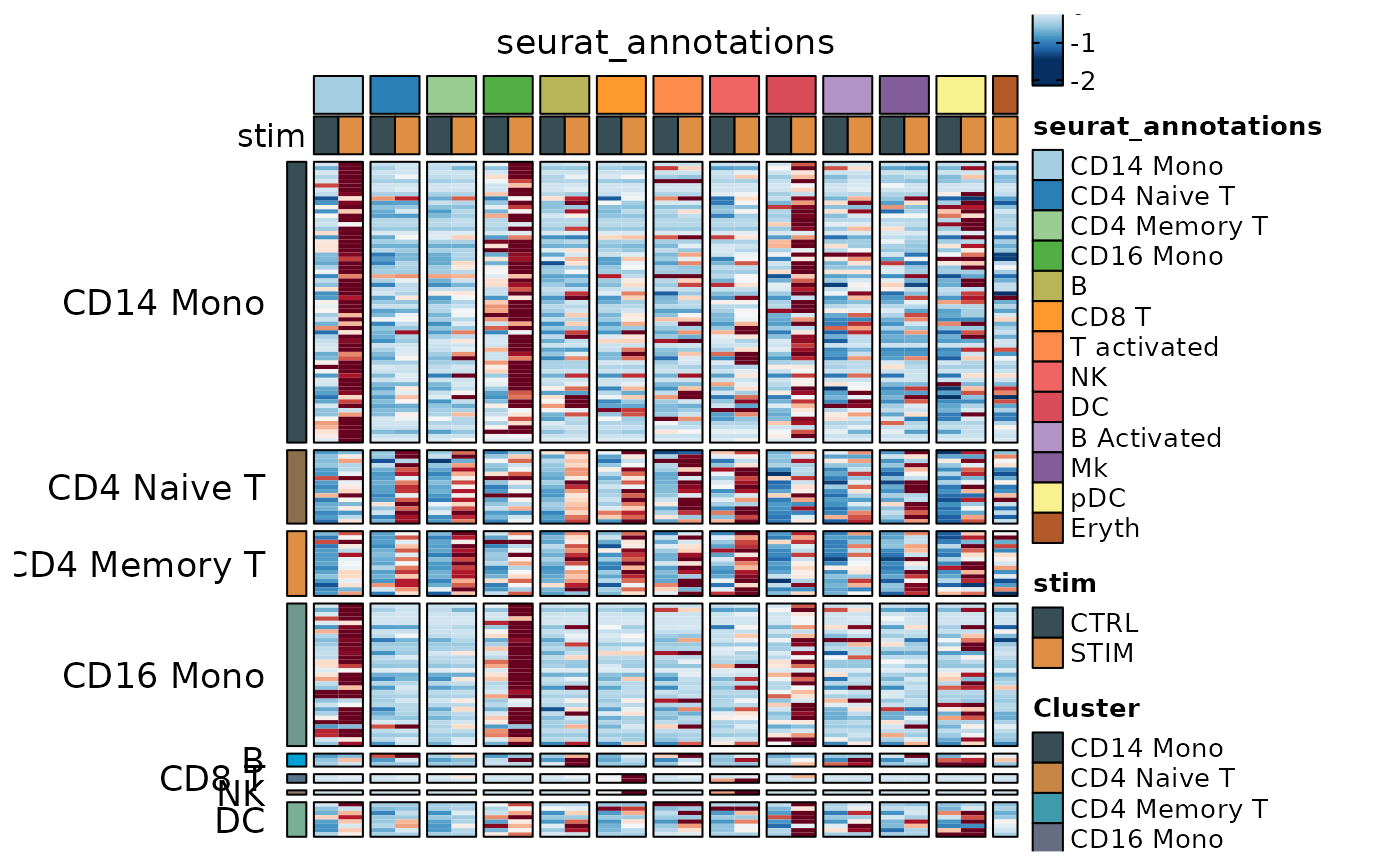 seurat_annotations
stim
CD14 Mono
CD4 Naive T
CD4 Memory T
CD16 Mono
B
CD8 T
NK
DC
-1
-2
seurat_annotations
CD14 Mono
CD4 Naive T
CD4 Memory T
CD16 Mono
B
CD8 T
T activated
NK
DC
B Activated
Mk
pDC
Eryth
stim
CTRL
STIM
Cluster
CD14 Mono
CD4 Naive T
CD4 Memory T
CD16 Mono